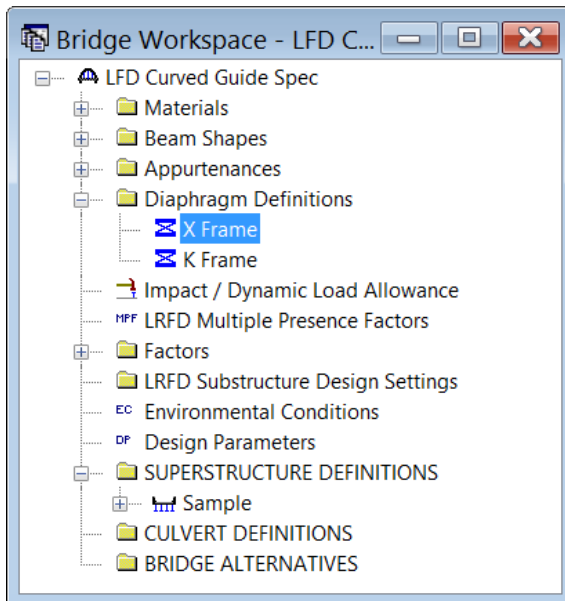 Bridge Workspace - LFD C...
LFD Curved Guide Spec
Materials
Beam Shapes
Appurtenances
Diaphragm Definitions
X Frame
K Frame
Impact / Dynamic Load Allowance
MPF LRFD Multiple Presence Factors
Factors
LRFD Substructure Design Settings
EC Environmental Conditions
DP Design Parameters
SUPERSTRUCTURE DEFINITIONS
Sample
CULVERT DEFINITIONS
BRIDGE ALTERNATIVES